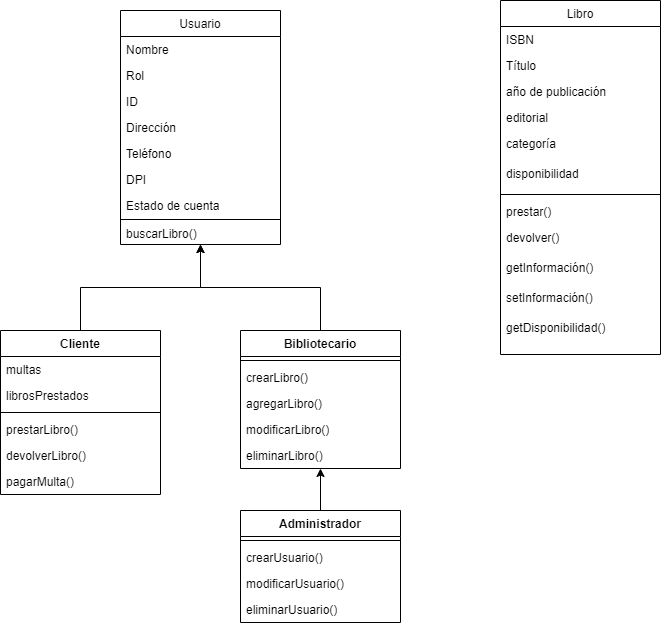 Usuario
Nombre
Rol
ID
Dirección
Teléfono
DPI
Estado de cuenta
buscarLibro()
Libro
ISBN
Título
año de publicación
editorial
categoría
disponibilidad
prestar()
devolver()
getInformación()
setInformación()
getDisponibilidad()
Cliente
multas
librosPrestados
prestarLibro()
devolverLibro()
pagarMulta()
Bibliotecario
crearLibro()
agregarLibro()
modificarLibro()
eliminarLibro()
Administrador
crearUsuario()
modificarUsuario()
eliminarUsuario()